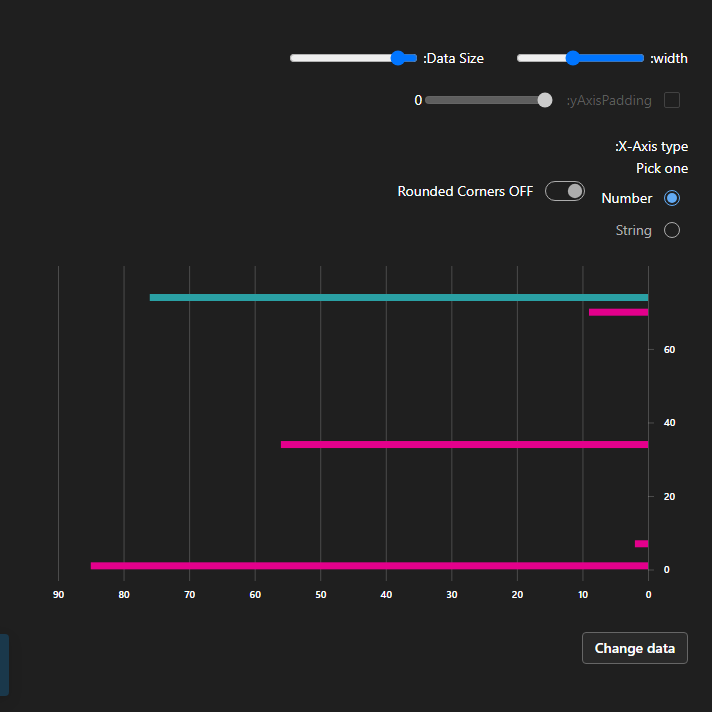 :width
:Data Size
:yAxisPadding
0
:X-Axis type
Pick one
Number
Rounded Corners OFF
String
60
40
20
0
90 80 70 60 50 40 30 20 10 0
Change data